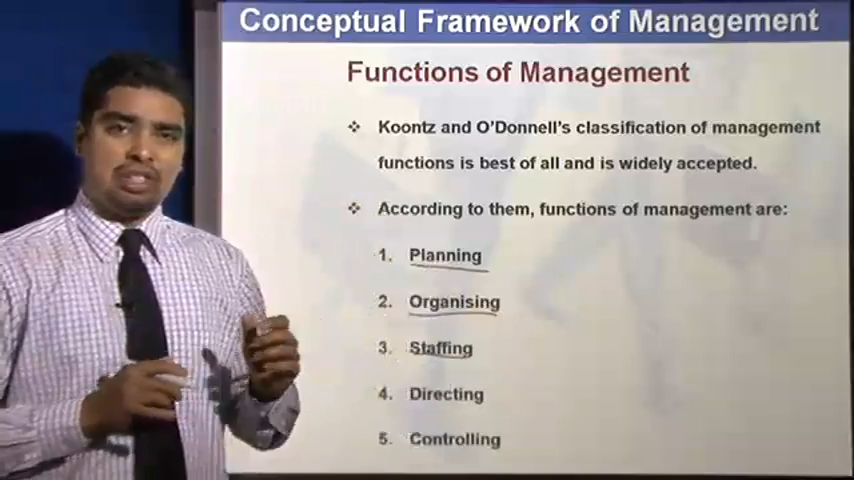 Conceptual Framework of Management
Functions of Management
❖ Koontz and O'Donnell's classification of management
functions is best of all and is widely accepted.
❖ According to them, functions of management are:
1. Planning
2. Organising
3. Staffing
4. Directing
5. Controlling